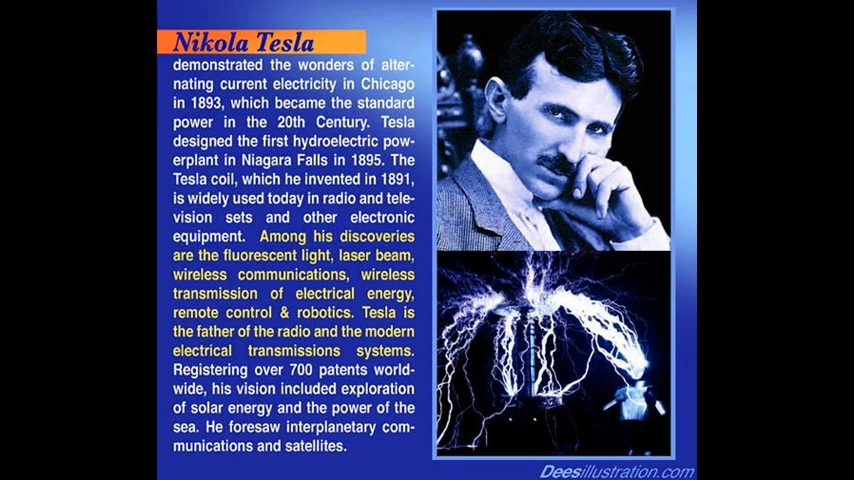 Nikola Tesla
demonstrated the wonders of alter-
nating current electricity in Chicago
in 1893, which became the standard
power in the 20th Century. Tesla
designed the first hydroelectric pow-
erplant in Niagara Falls in 1895. The
Tesla coil, which he invented in 1891,
is widely used today in radio and tele-
vision sets and other electronic
equipment. Among his discoveries
are the fluorescent light, laser beam,
wireless communications, wireless
transmission of electrical energy,
remote control & robotics. Tesla is
the father of the radio and the modern
electrical transmissions systems.
Registering over 700 patents world-
wide, his vision included exploration
of solar energy and the power of the
sea. He foresaw interplanetary com-
munications and satellites.
Deesillustration.com